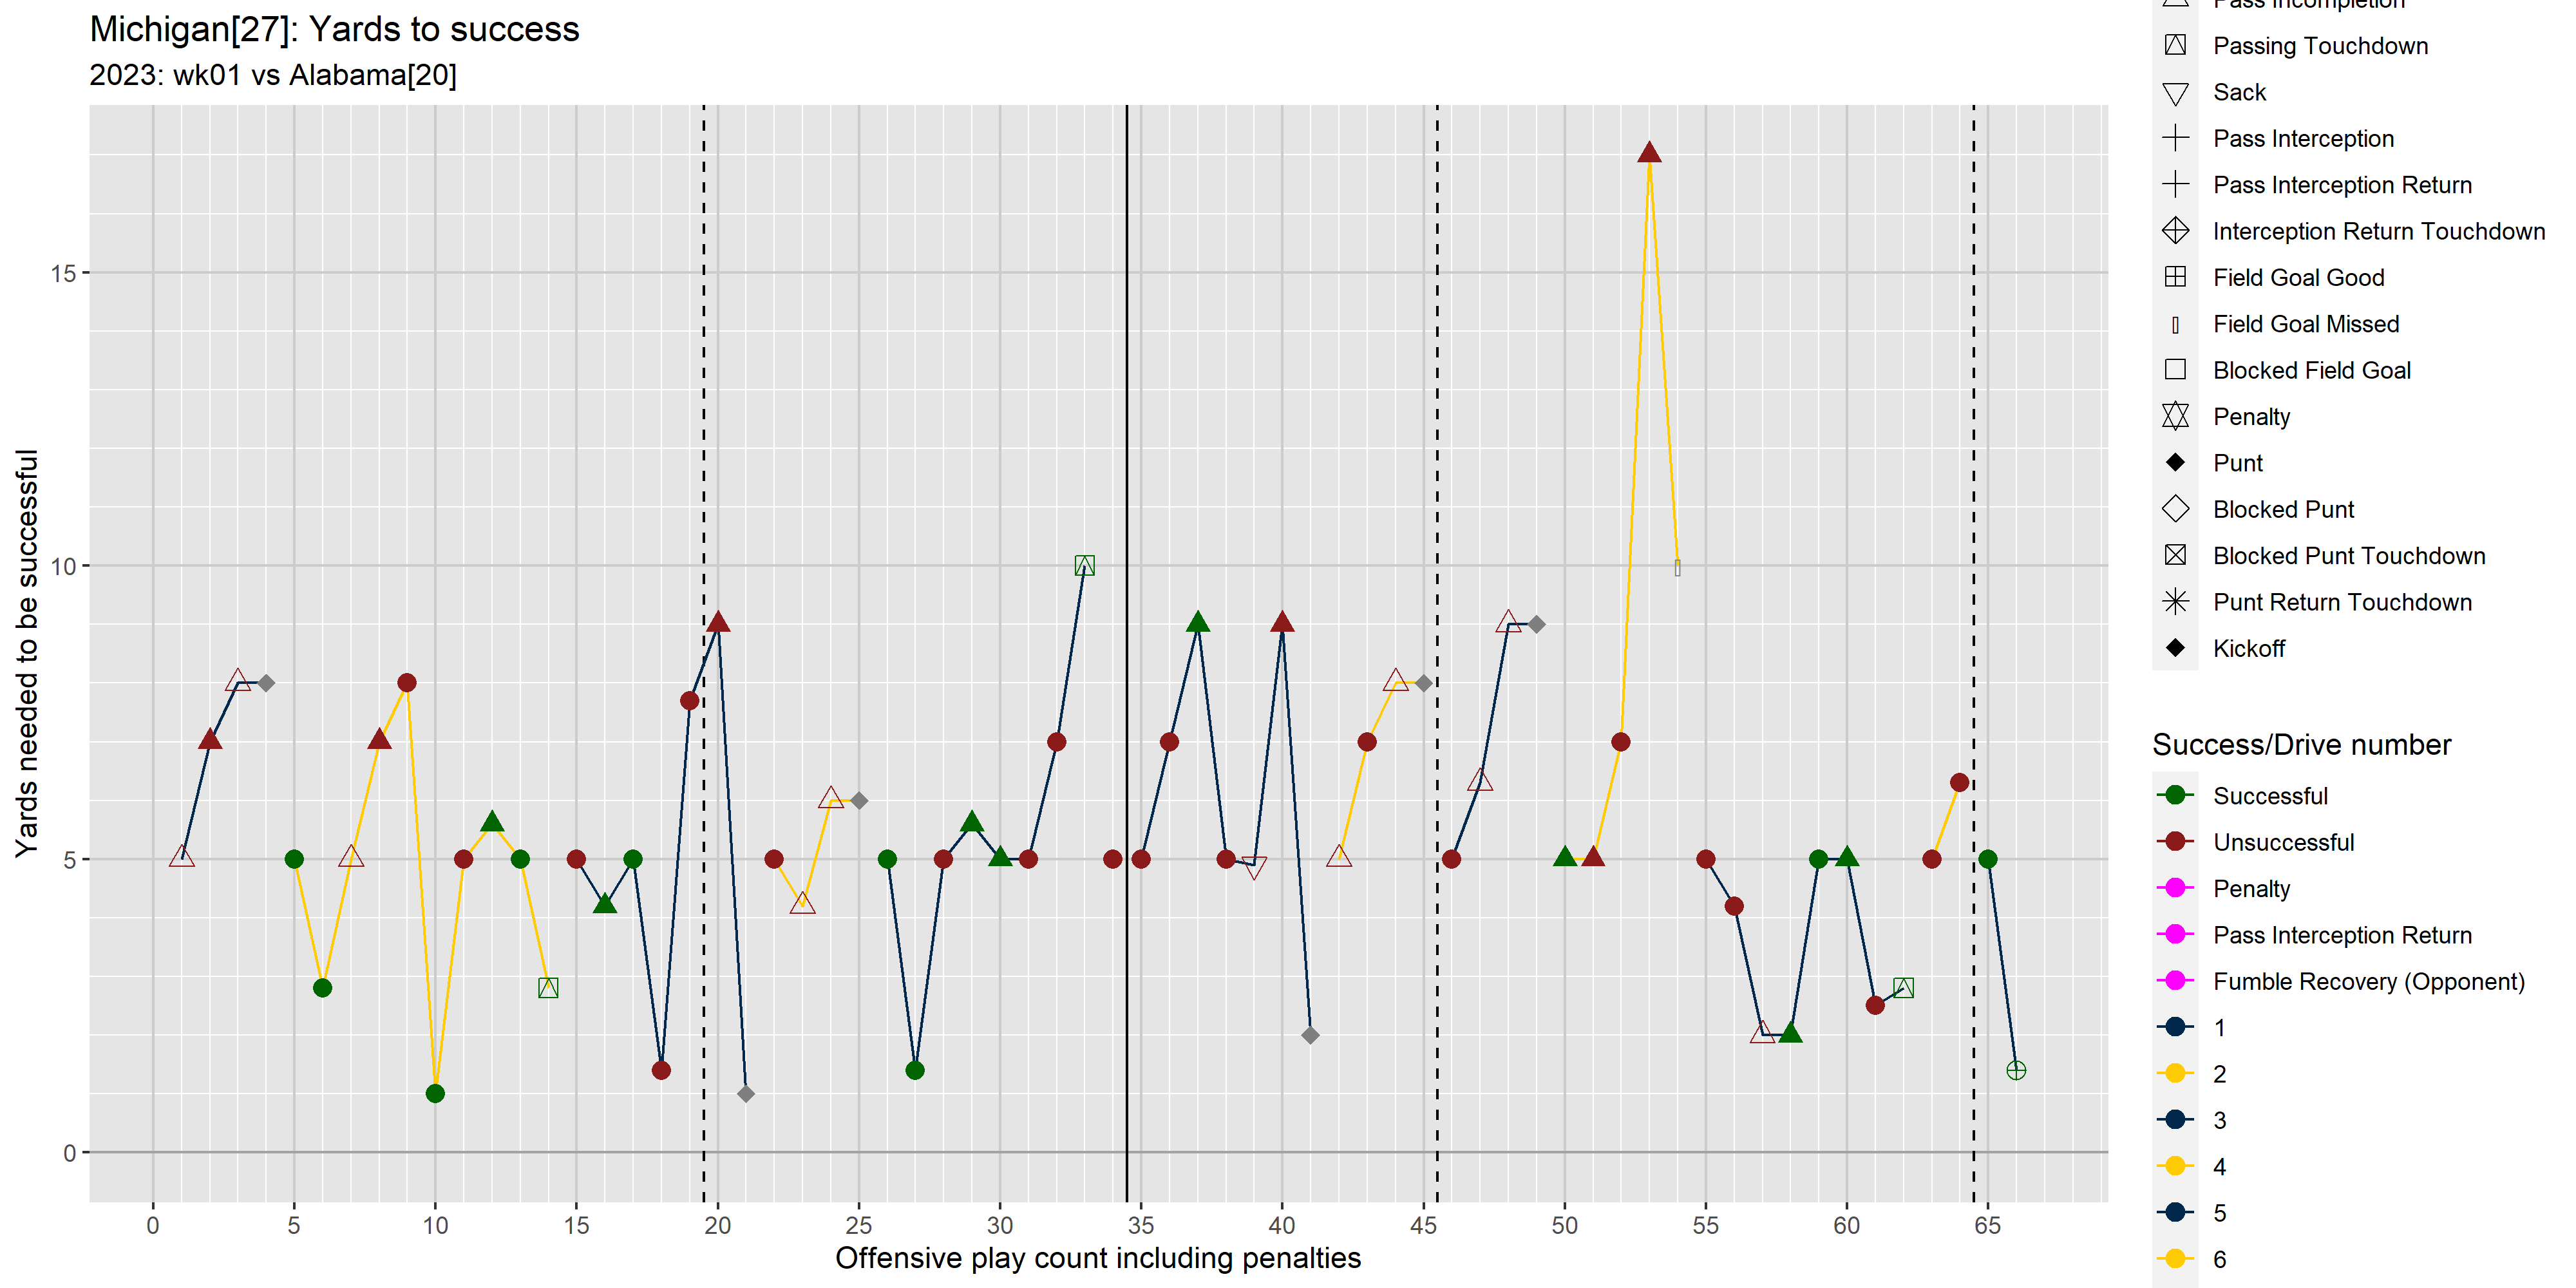 Michigan[27]: Yards to success
2023: wk01 vs Alabama[20]
Yards needed to be successful
15
10
5
0
0 5 10 15 20 25 30 35 40 45 50 55 60 65
Offensive play count including penalties
Pass Incompletion
Passing Touchdown
Sack
Pass Interception
Pass Interception Return
Interception Return Touchdown
Field Goal Good
Field Goal Missed
Blocked Field Goal
Penalty
Punt
Blocked Punt
Blocked Punt Touchdown
Punt Return Touchdown
Kickoff
Success/Drive number
Successful
Unsuccessful
Penalty
Pass Interception Return
Fumble Recovery (Opponent)
1
2
3
4
5
6